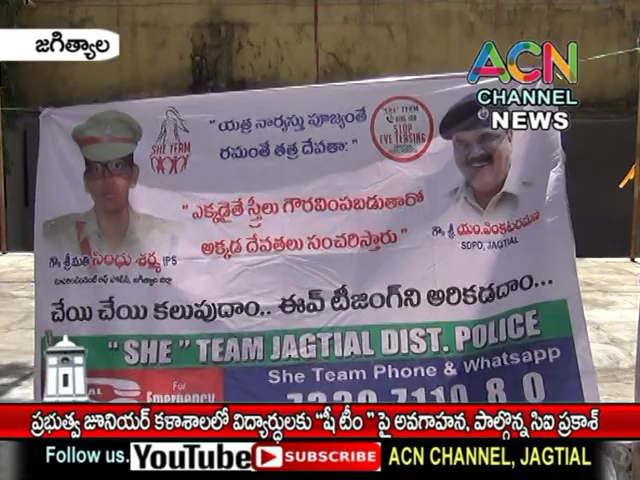 జగిత్యాల
ACN
CHANNEL
NEWS
SHE TEAM
"యత్ర నార్యస్తు పూజ్యంతే
రమంతే తత్ర దేవతా:"
SHE' TEAM
STOP
EVE TEASING
"ఎక్కడైతే స్త్రీలు గౌరవింపబడుతారో
అక్కడ దేవతలు సంచరిస్తారు"
గౌ. శ్రీమతి సింధు శర్మ IPS
గౌ. శ్రీ యం.వెంకటరమణ
SDPO, JAGTIAL
చేయి చేయి కలుపుదాం.. ఈవ్ టీజింగ్‌ని అరికడదాం...
"SHE" TEAM JAGTIAL DIST. POLICE
She Team Phone & Whatsapp
For
Emergency
ప్రభుత్వ జూనియర్ కళాశాలలో విద్యార్థులకు "షీ టీం" పై అవగాహన, పాల్గొన్న సిఐ ప్రకాశ్
Follow us. YouTube SUBSCRIBE ACN CHANNEL, JAGTIAL